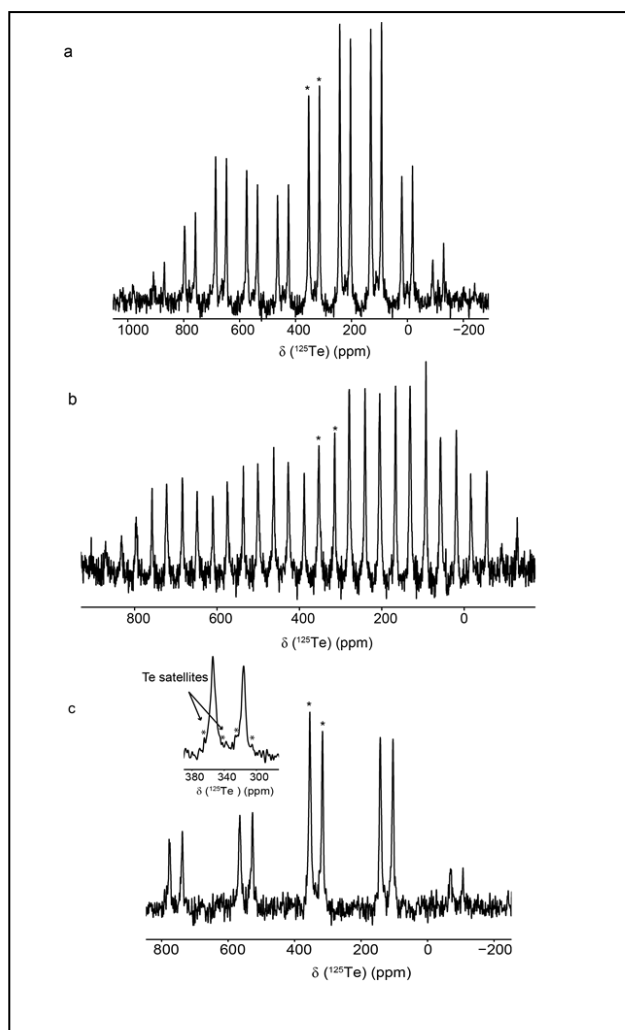 a
* *
1000 800 600 400 200 0 −200
δ (¹²⁵Te) (ppm)
b
* *
800 600 400 200 0
δ (¹²⁵Te) (ppm)
Te satellites
c
* * * *
* *
380 340 300
δ (¹²⁵Te ) (ppm)
800 600 400 200 0 −200
δ (¹²⁵Te) (ppm)